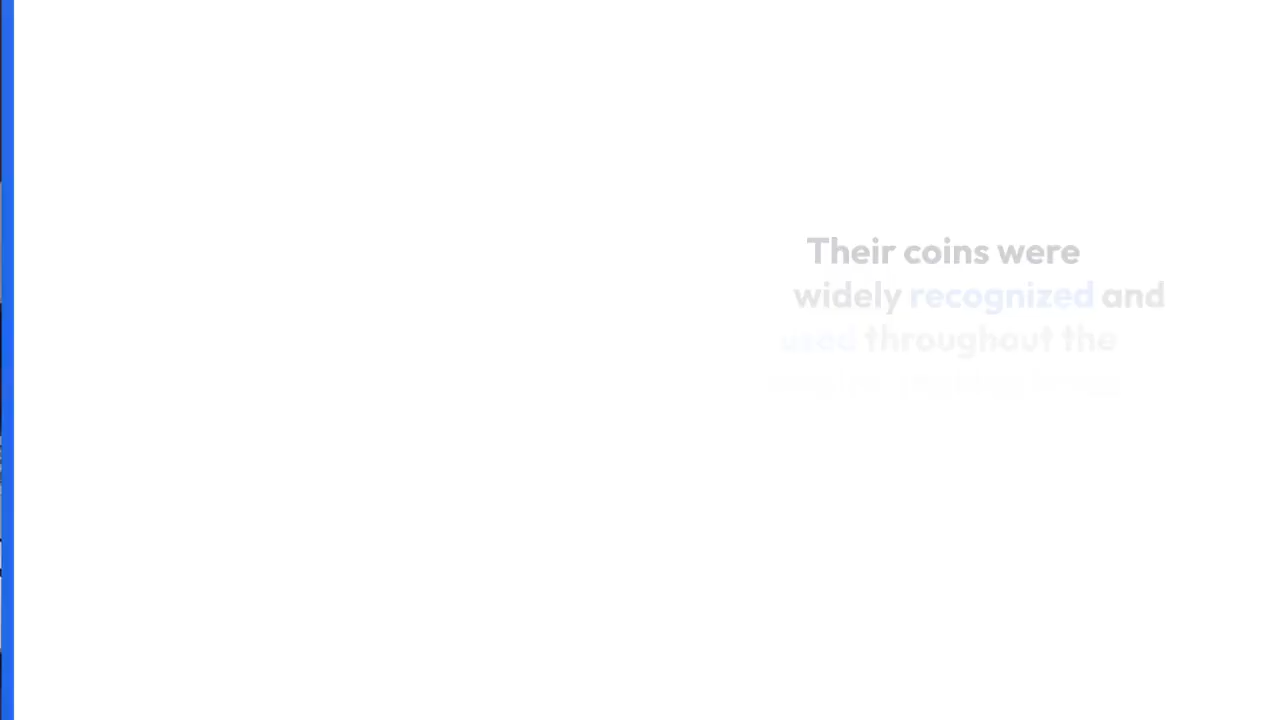 Their coins were
widely recognized and
used throughout the